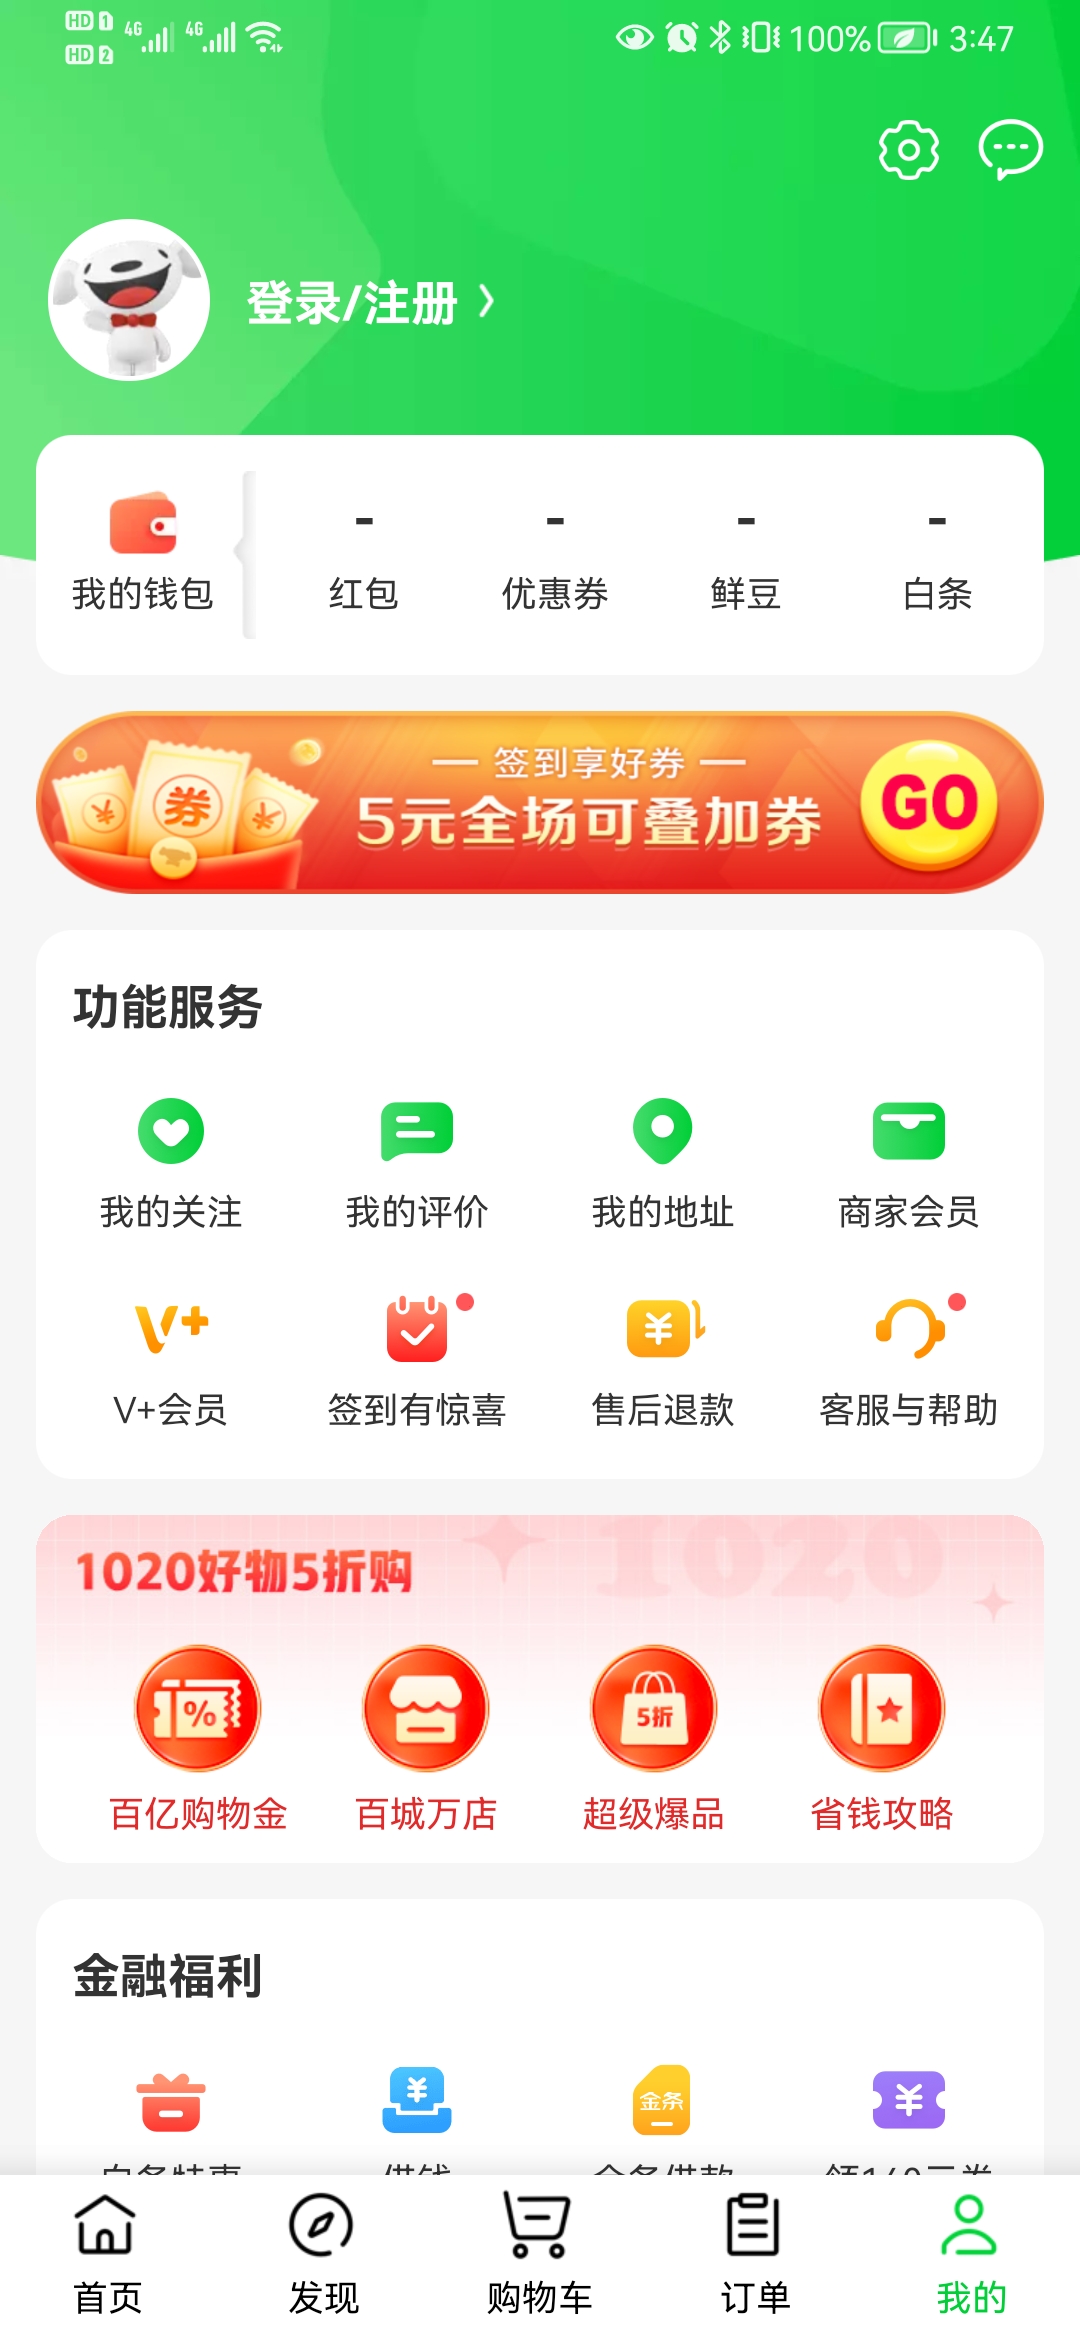 HD 1 4G 4G 100% 3:47
HD 2
登录/注册
我的钱包
- - - -
红包 优惠券 鲜豆 白条
券
签到享好券
5元全场可叠加券
GO
功能服务
我的关注 我的评价 我的地址 商家会员
V+
V+会员 签到有惊喜 售后退款 客服与帮助
1020好物5折购
1020
% 5折
百亿购物金 百城万店 超级爆品 省钱攻略
金融福利
¥ 金条 ¥
首页 发现 购物车 订单 我的